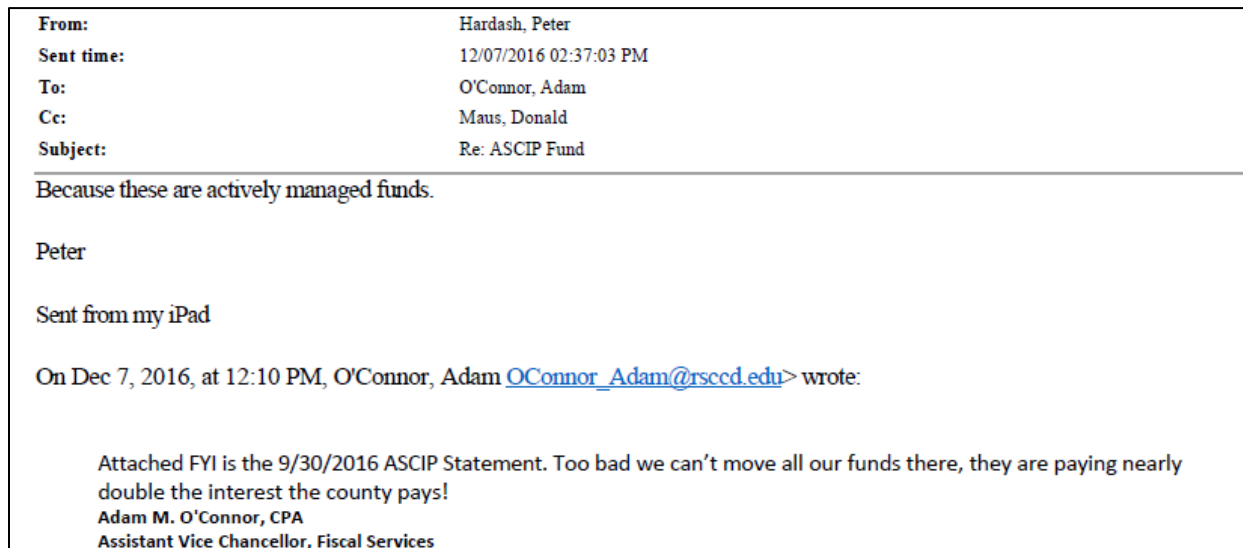 From: Hardash, Peter
Sent time: 12/07/2016 02:37:03 PM
To: O'Connor, Adam
Cc: Maus, Donald
Subject: Re: ASCIP Fund
Because these are actively managed funds.
Peter
Sent from my iPad
On Dec 7, 2016, at 12:10 PM, O'Connor, Adam OConnor_Adam@rsccd.edu> wrote:
Attached FYI is the 9/30/2016 ASCIP Statement. Too bad we can’t move all our funds there, they are paying nearly
double the interest the county pays!
Adam M. O'Connor, CPA
Assistant Vice Chancellor, Fiscal Services